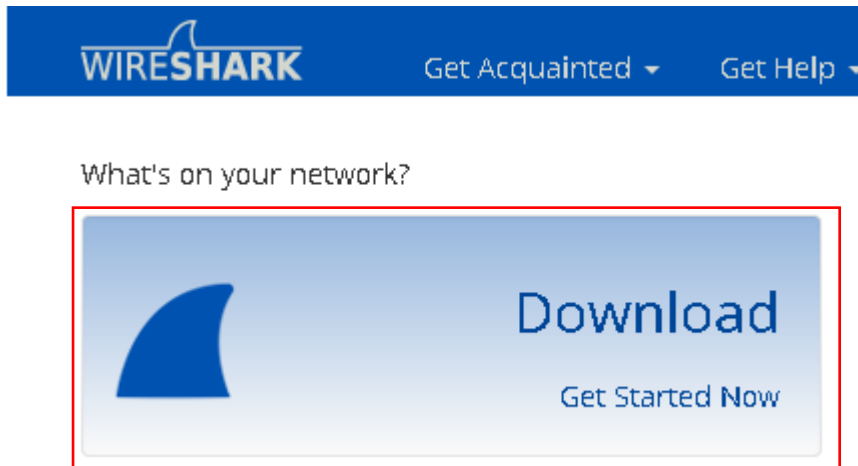 WIRESHARK
Get Acquainted
Get Help
What's on your network?
Download
Get Started Now